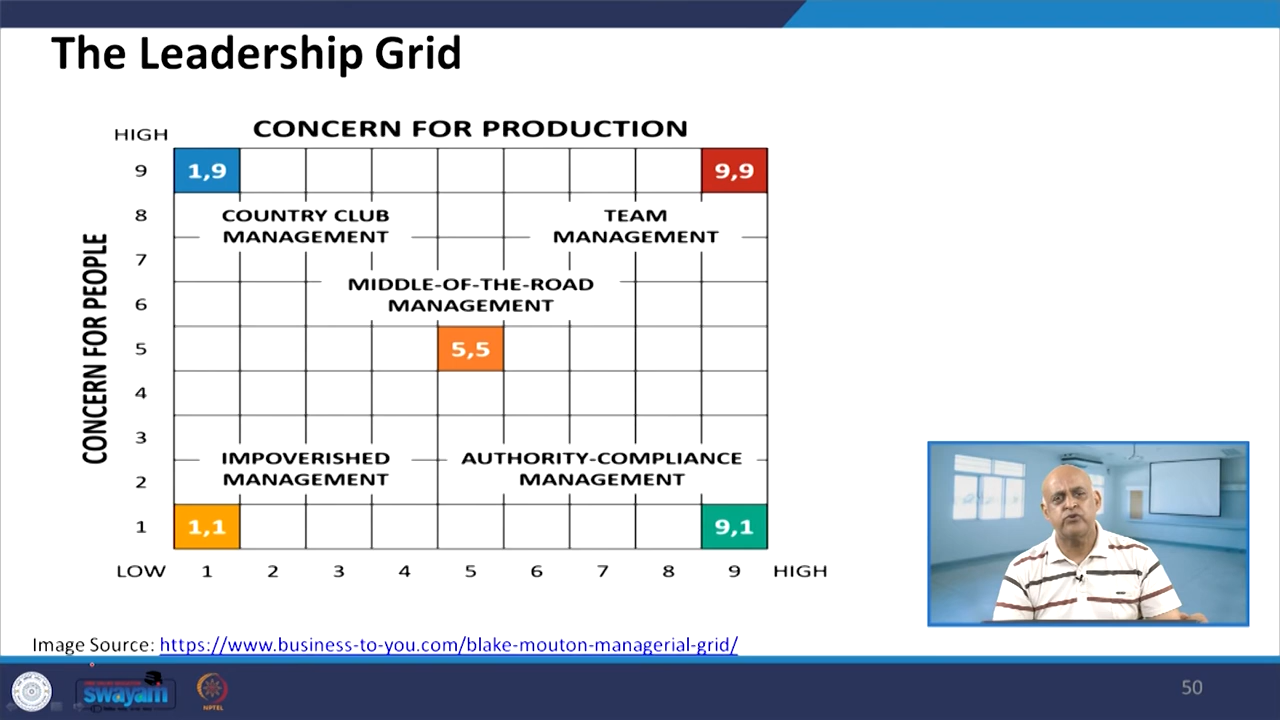 The Leadership Grid
CONCERN FOR PRODUCTION
HIGH
9
1,9
9,9
8
COUNTRY CLUB
MANAGEMENT
TEAM
MANAGEMENT
7
MIDDLE-OF-THE-ROAD
MANAGEMENT
6
CONCERN FOR PEOPLE
5
5,5
4
3
IMPOVERISHED
MANAGEMENT
AUTHORITY-COMPLIANCE
MANAGEMENT
2
1
1,1
9,1
LOW 1 2 3 4 5 6 7 8 9 HIGH
Image Source: https://www.business-to-you.com/blake-mouton-managerial-grid/
swayam
NPTEL
50